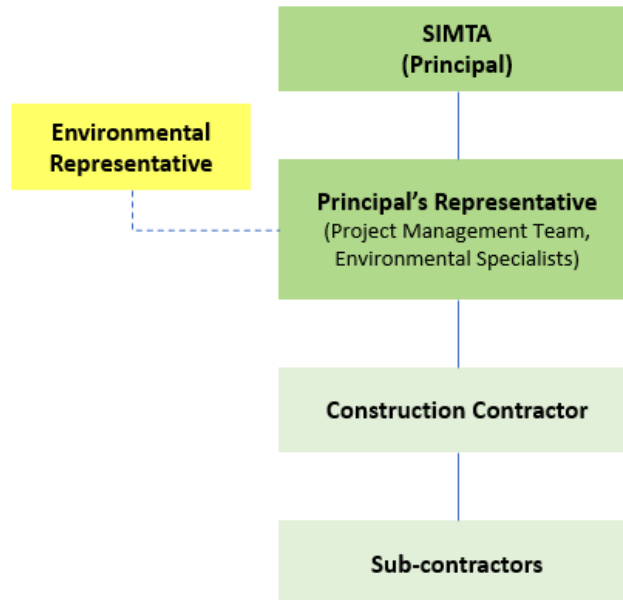 SIMTA
(Principal)
Environmental
Representative
Principal’s Representative
(Project Management Team,
Environmental Specialists)
Construction Contractor
Sub-contractors